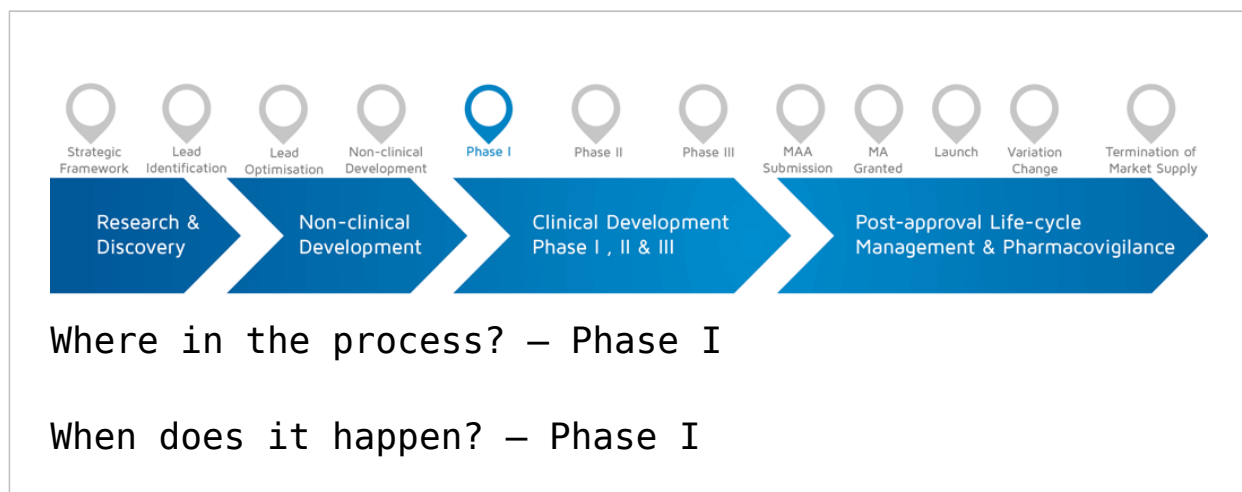 Strategic
Framework
Lead
Identification
Lead
Optimisation
Non-clinical
Development
Phase I
Phase II
Phase III
MAA
Submission
MA
Granted
Launch
Variation
Change
Termination of
Market Supply
Research &
Discovery
Non-clinical
Development
Clinical Development
Phase I , II & III
Post-approval Life-cycle
Management & Pharmacovigilance
Where in the process? – Phase I
When does it happen? – Phase I